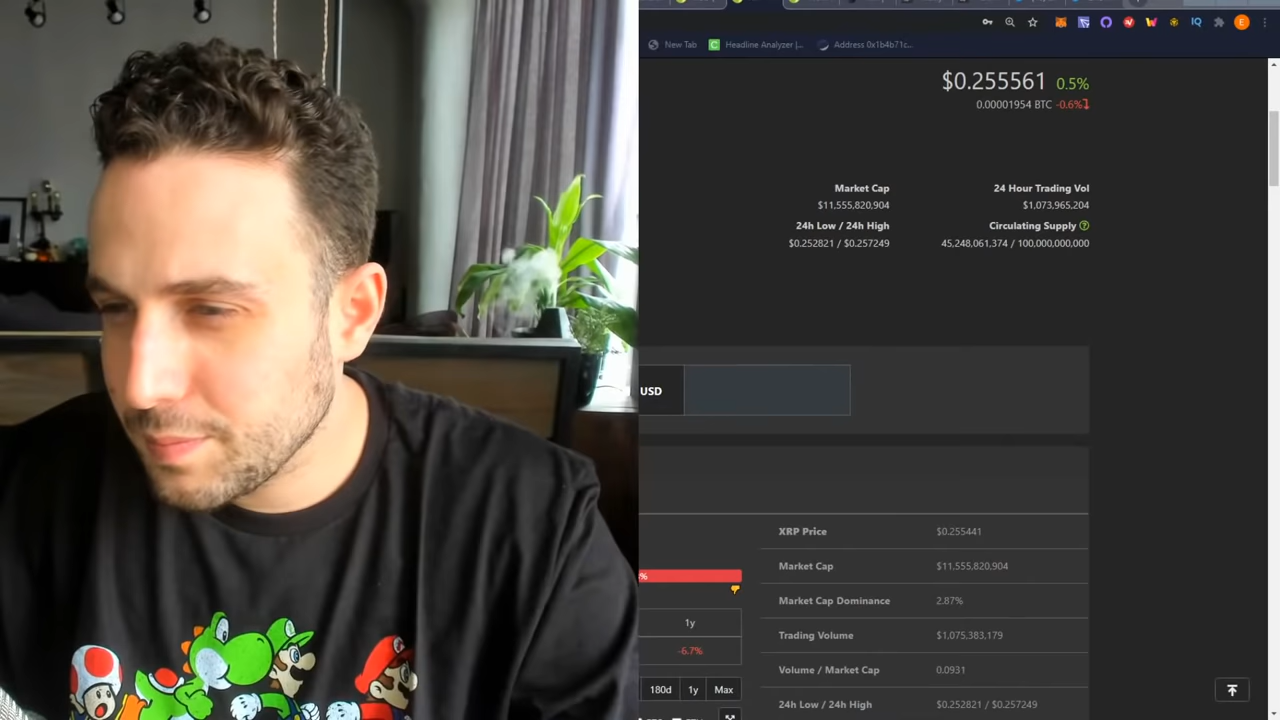 New Tab
Headline Analyzer |...
Address 0x1b4b71c...
E
$0.255561 0.5%
0.00001954 BTC -0.6%
Market Cap
24 Hour Trading Vol
$11,555,820,904
$1,073,965,204
24h Low / 24h High
Circulating Supply
$0.252821 / $0.257249
45,248,061,374 / 100,000,000,000
USD
XRP Price
$0.255441
Market Cap
$11,555,820,904
%
Market Cap Dominance
2.87%
1y
Trading Volume
$1,075,383,179
-6.7%
Volume / Market Cap
0.0931
180d
1y
Max
24h Low / 24h High
$0.252821 / $0.257249